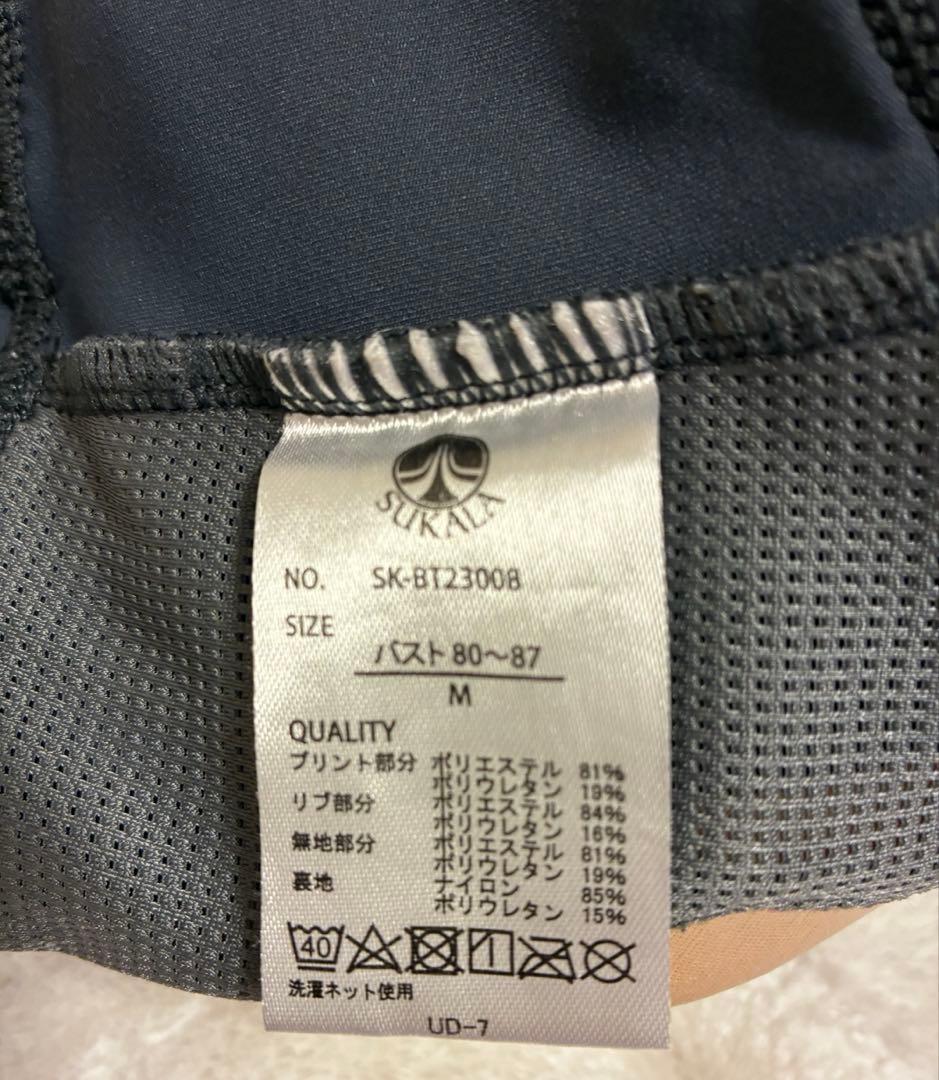 SUKALA
NO. SK-BT23008
SIZE
バスト 80～87
M
QUALITY
プリント部分 ポリエステル 81%
ポリウレタン 19%
リブ部分 ポリエステル 84%
ポリウレタン 16%
無地部分 ポリエステル 81%
ポリウレタン 19%
裏地 ナイロン 85%
ポリウレタン 15%
40
洗濯ネット使用
UD-7